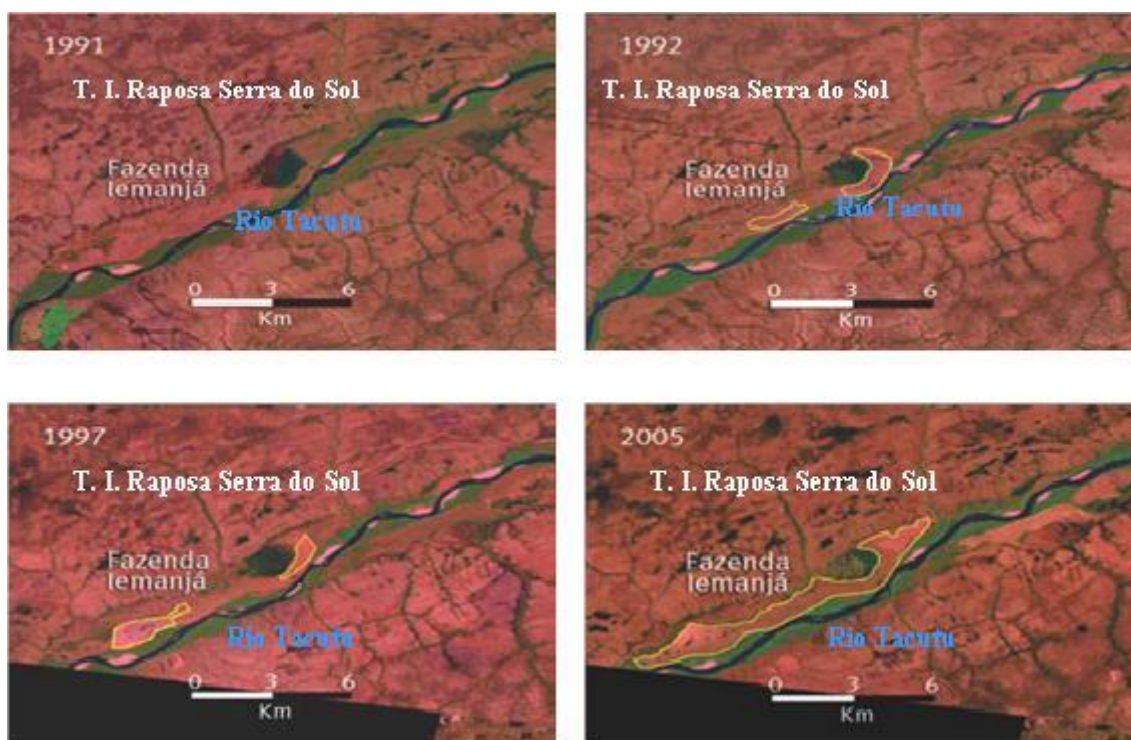 1991
T. I. Raposa Serra do Sol
Fazenda
Iemanjá
Rio Tacutu
0 3 6
Km
1992
T. I. Raposa Serra do Sol
Fazenda
Iemanjá
Rio Tacutu
0 3 6
Km
1997
T. I. Raposa Serra do Sol
Fazenda
Iemanjá
Rio Tacutu
0 3 6
Km
2005
T. I. Raposa Serra do Sol
Fazenda
Iemanjá
Rio Tacutu
0 3 6
Km